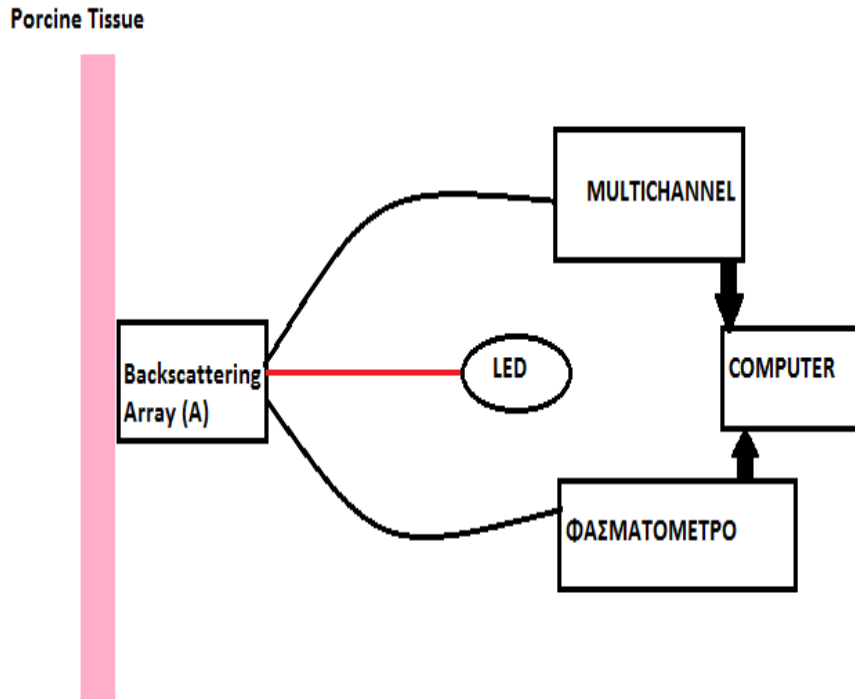 Porcine Tissue
MULTICHANNEL
Backscattering
Array (A)
LED
COMPUTER
ΦΑΣΜΑΤΟΜΕΤΡΟ